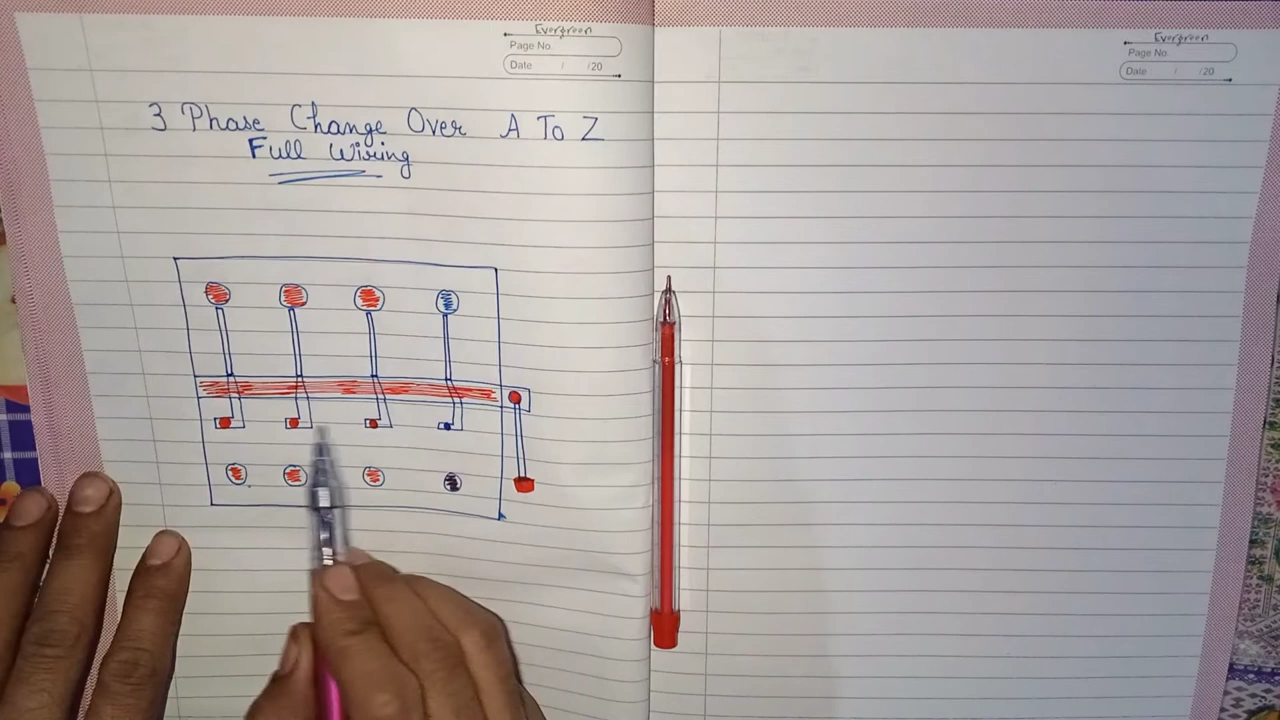 Evergreen
Page No
Date / /20
Evergreen
Page No
Date / /20
3 Phase Change Over A To Z
Full Wiring